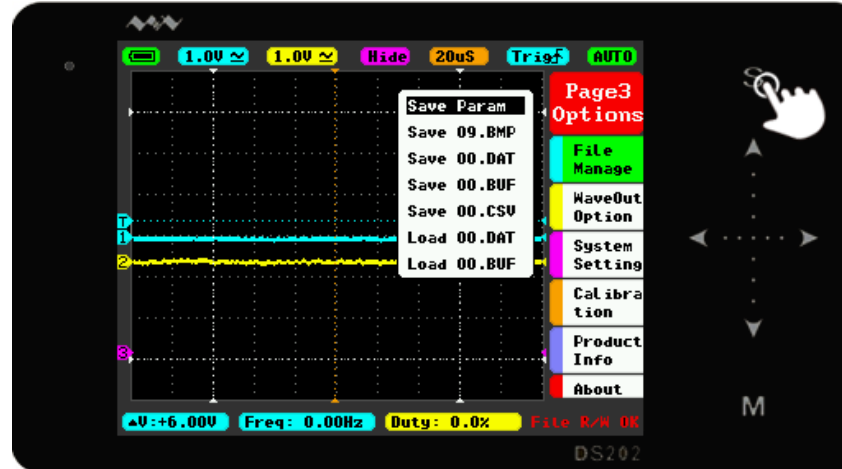 1.0V 1.0V Hide 20uS Trig AUTO
Page3
Options
Save Param
Save 09.BMP
Save 00.DAT
Save 00.BUF
Save 00.CSV
Load 00.DAT
Load 00.BUF
File
Manage
WaveOut
Option
System
Setting
Calibra
tion
Product
Info
About
T
1
2
3
▲V:+6.00V Freq: 0.00Hz Duty: 0.0% File R/W OK
S
M
DS202